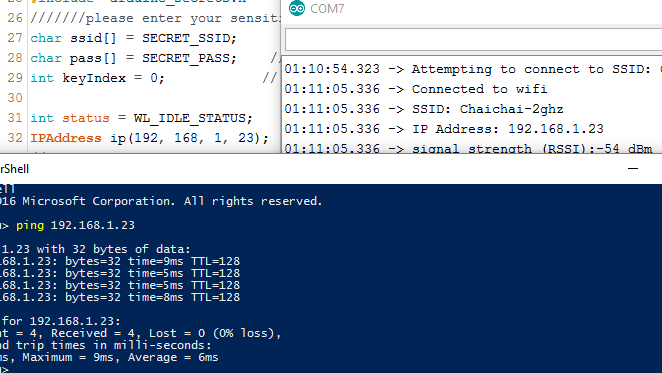 26 ///////please enter your sensiti
27 char ssid[] = SECRET_SSID;
28 char pass[] = SECRET_PASS; //
29 int keyIndex = 0; //
30
31 int status = WL_IDLE_STATUS;
32 IPAddress ip(192, 168, 1, 23);
COM7
01:10:54.323 -> Attempting to connect to SSID:
01:11:05.336 -> Connected to wifi
01:11:05.336 -> SSID: Chaichai-2ghz
01:11:05.336 -> IP Address: 192.168.1.23
01:11:05.336 -> signal strength (RSSI):-54 dBm
rShell
ell
016 Microsoft Corporation. All rights reserved.
> ping 192.168.1.23
1.23 with 32 bytes of data:
68.1.23: bytes=32 time=9ms TTL=128
68.1.23: bytes=32 time=5ms TTL=128
68.1.23: bytes=32 time=5ms TTL=128
68.1.23: bytes=32 time=8ms TTL=128
for 192.168.1.23:
nt = 4, Received = 4, Lost = 0 (0% loss),
nd trip times in milli-seconds:
ms, Maximum = 9ms, Average = 6ms
>